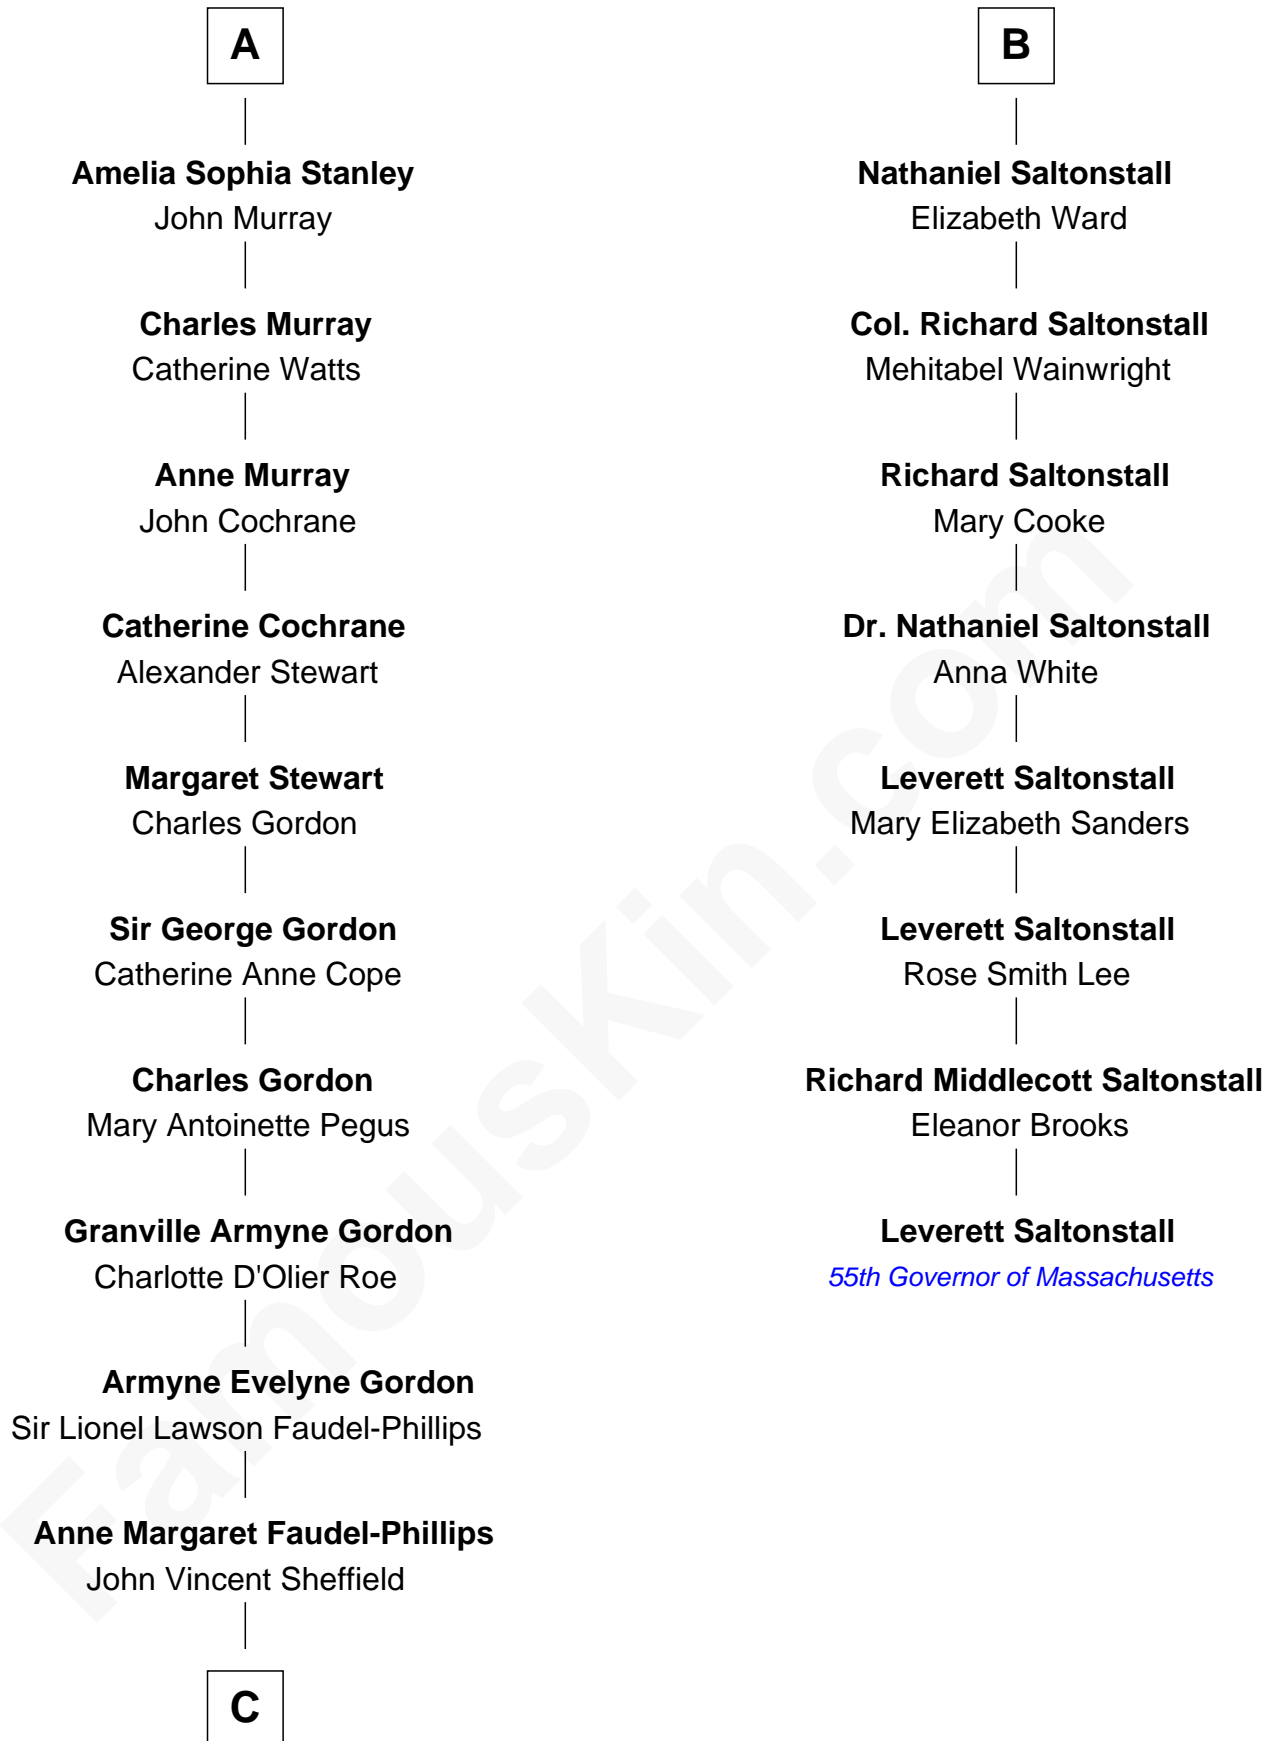 A
Amelia Sophia Stanley
John Murray
Charles Murray
Catherine Watts
Anne Murray
John Cochrane
Catherine Cochrane
Alexander Stewart
Margaret Stewart
Charles Gordon
Sir George Gordon
Catherine Anne Cope
Charles Gordon
Mary Antoinette Pegus
Granville Armyne Gordon
Charlotte D'Olier Roe
Armyne Evelyne Gordon
Sir Lionel Lawson Faudel-Phillips
Anne Margaret Faudel-Phillips
John Vincent Sheffield
C
B
Nathaniel Saltonstall
Elizabeth Ward
Col. Richard Saltonstall
Mehitabel Wainwright
Richard Saltonstall
Mary Cooke
Dr. Nathaniel Saltonstall
Anna White
Leverett Saltonstall
Mary Elizabeth Sanders
Leverett Saltonstall
Rose Smith Lee
Richard Middlecott Saltonstall
Eleanor Brooks
Leverett Saltonstall
55th Governor of Massachusetts
FamousKin.com